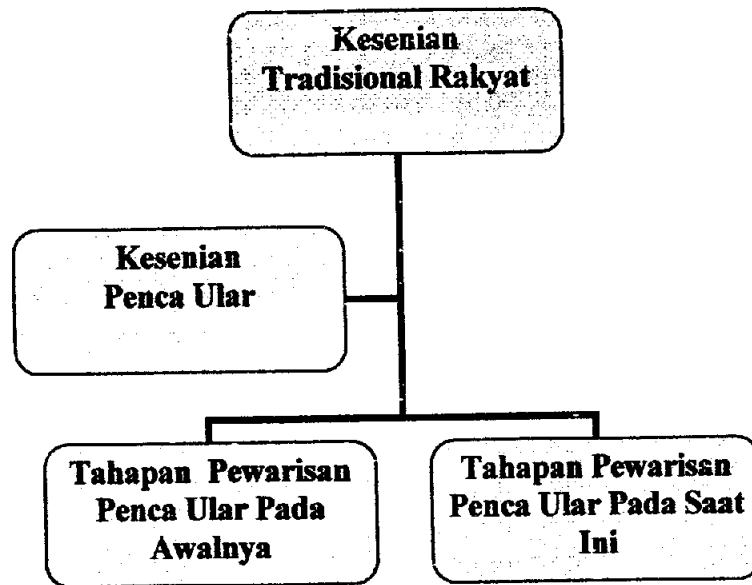 Kesenian
Tradisional Rakyat
Kesenian
Penca Ular
Tahapan Pewarisan
Penca Ular Pada
Awalnya
Tahapan Pewarisan
Penca Ular Pada Saat
Ini